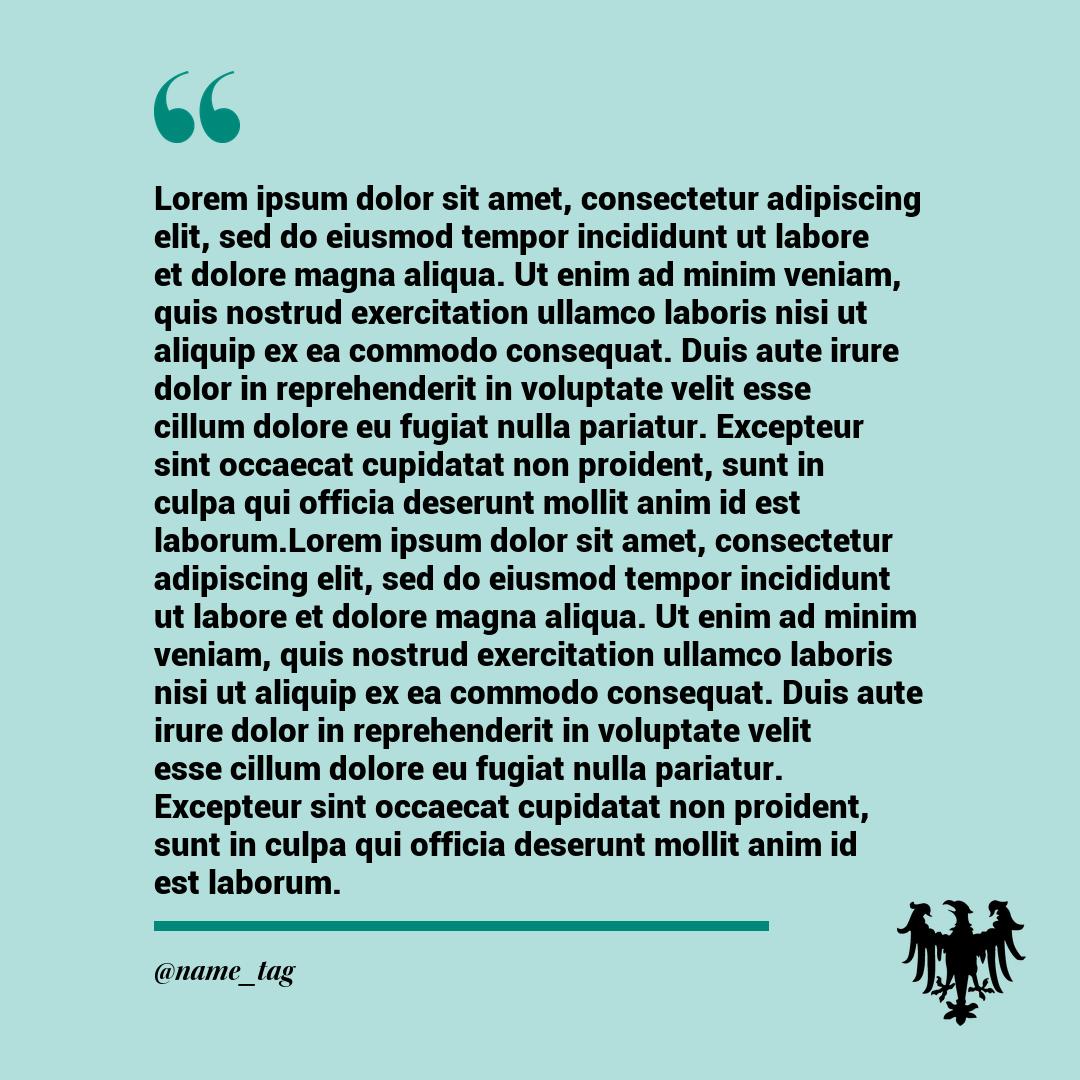 “
Lorem ipsum dolor sit amet, consectetur adipiscing
elit, sed do eiusmod tempor incididunt ut labore
et dolore magna aliqua. Ut enim ad minim veniam,
quis nostrud exercitation ullamco laboris nisi ut
aliquip ex ea commodo consequat. Duis aute irure
dolor in reprehenderit in voluptate velit esse
cillum dolore eu fugiat nulla pariatur. Excepteur
sint occaecat cupidatat non proident, sunt in
culpa qui officia deserunt mollit anim id est
laborum.Lorem ipsum dolor sit amet, consectetur
adipiscing elit, sed do eiusmod tempor incididunt
ut labore et dolore magna aliqua. Ut enim ad minim
veniam, quis nostrud exercitation ullamco laboris
nisi ut aliquip ex ea commodo consequat. Duis aute
irure dolor in reprehenderit in voluptate velit
esse cillum dolore eu fugiat nulla pariatur.
Excepteur sint occaecat cupidatat non proident,
sunt in culpa qui officia deserunt mollit anim id
est laborum.
@name_tag